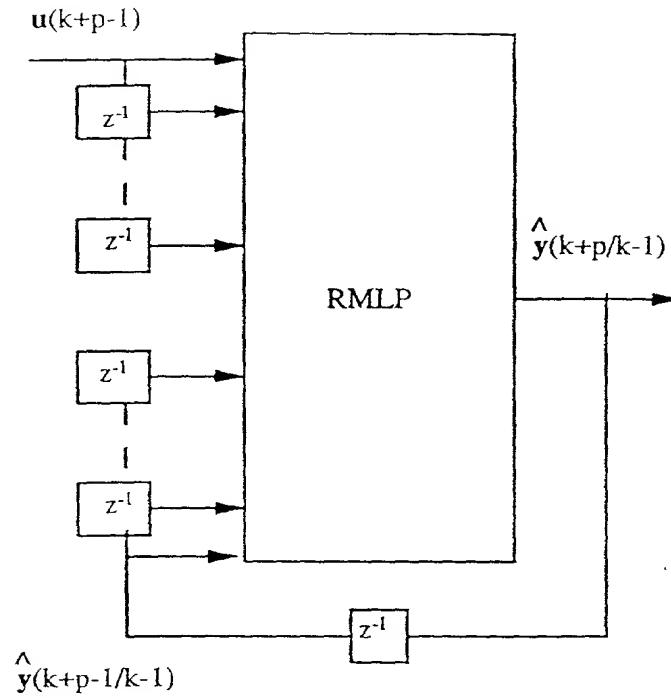 u(k+p-1)
z⁻¹
z⁻¹
ŷ(k+p/k-1)
RMLP
z⁻¹
z⁻¹
z⁻¹
ŷ(k+p-1/k-1)